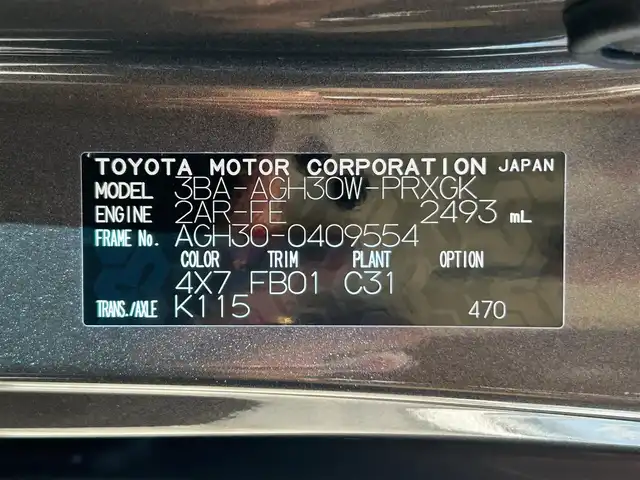 TOYOTA MOTOR CORPORATION JAPAN
MODEL 3BA-AGH30W-PRXGK
ENGINE 2AR-FE 2493 mL
FRAME No. AGH30-0409554
COLOR TRIM PLANT OPTION
4X7 FB01 C31
TRANS./AXLE K115 470